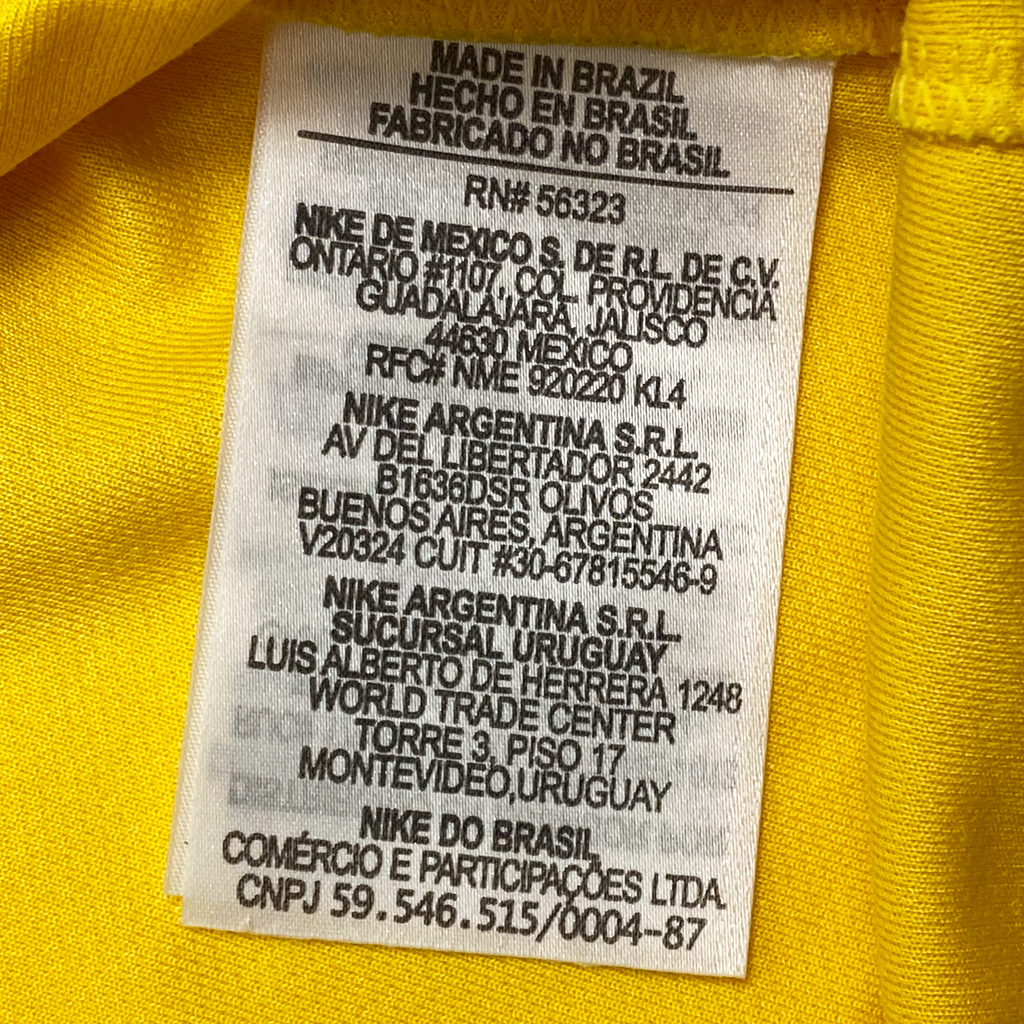 MADE IN BRAZIL
HECHO EN BRASIL
FABRICADO NO BRASIL
RN# 56323
NIKE DE MEXICO S. DE R.L. DE C.V.
ONTARIO #1107, COL. PROVIDENCIA
GUADALAJARA, JALISCO
44630 MEXICO
RFC# NME 920220 KL4
NIKE ARGENTINA S.R.L.
AV DEL LIBERTADOR 2442
B1636DSR OLIVOS
BUENOS AIRES, ARGENTINA
V20324 CUIT #30-67815546-9
NIKE ARGENTINA S.R.L.
SUCURSAL URUGUAY
LUIS ALBERTO DE HERRERA 1248
WORLD TRADE CENTER
TORRE 3, PISO 17
MONTEVIDEO,URUGUAY
NIKE DO BRASIL
COMÉRCIO E PARTICIPAÇÕES LTDA.
CNPJ 59.546.515/0004-87